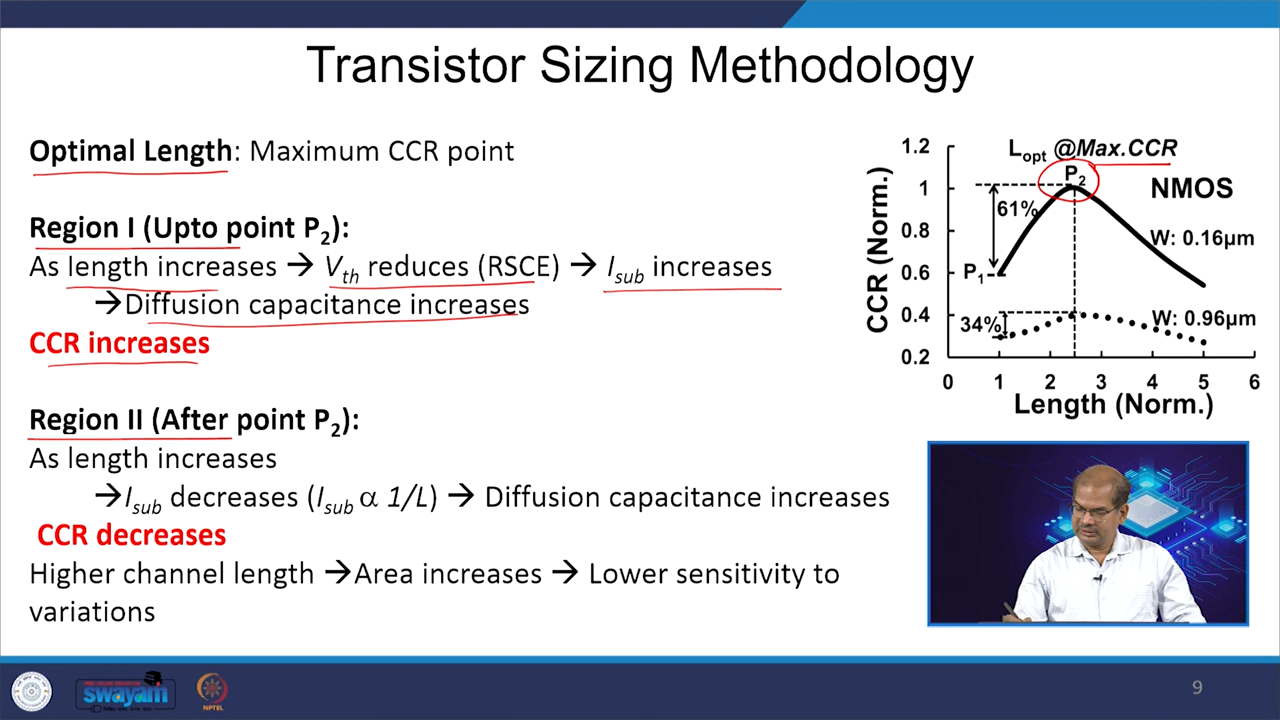 Transistor Sizing Methodology
Optimal Length: Maximum CCR point
Region I (Upto point P2):
As length increases → Vth reduces (RSCE) → Isub increases
→Diffusion capacitance increases
CCR increases
Region II (After point P2):
As length increases
→Isub decreases (Isub α 1/L) → Diffusion capacitance increases
CCR decreases
Higher channel length →Area increases → Lower sensitivity to
variations
CCR (Norm.)
1.2
1
0.8
0.6
0.4
0.2
Lopt @Max.CCR
P2
NMOS
61%
W: 0.16µm
P1
34%
W: 0.96µm
0 1 2 3 4 5 6
Length (Norm.)
swayam
NPTEL
9